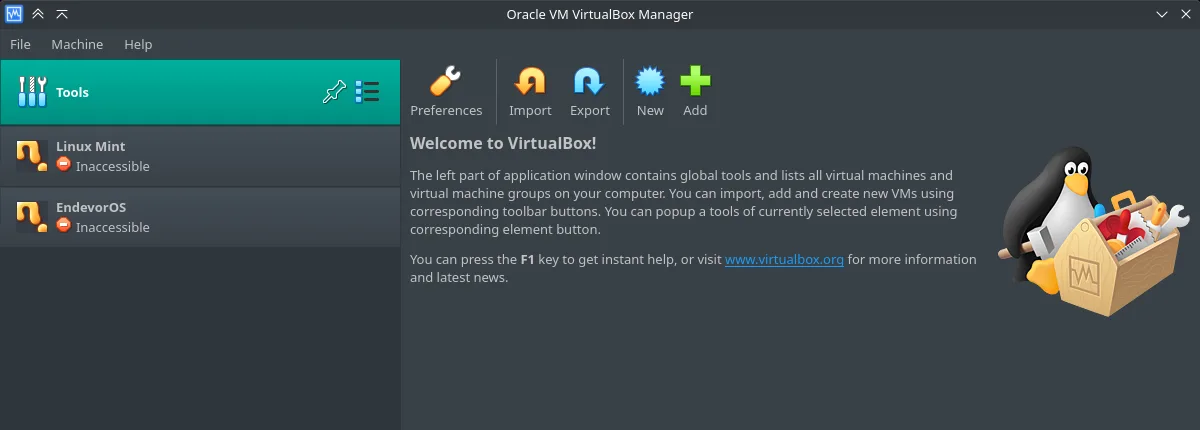 Oracle VM VirtualBox Manager
File Machine Help
Tools
Linux Mint
Inaccessible
EndevorOS
Inaccessible
Preferences Import Export New Add
Welcome to VirtualBox!
The left part of application window contains global tools and lists all virtual machines and
virtual machine groups on your computer. You can import, add and create new VMs using
corresponding toolbar buttons. You can popup a tools of currently selected element using
corresponding element button.
You can press the F1 key to get instant help, or visit www.virtualbox.org for more information
and latest news.